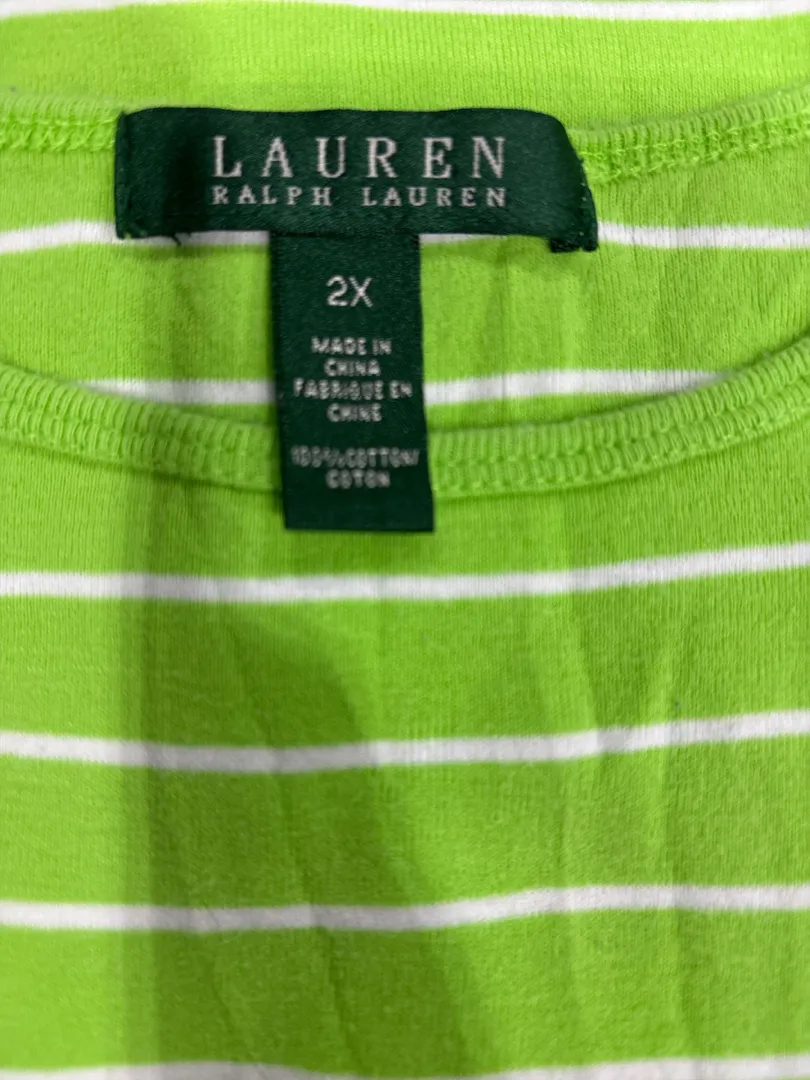 LAUREN
RALPH LAUREN
2X
MADE IN
CHINA
FABRIQUE EN
CHINE
100% COTTON/
COTON